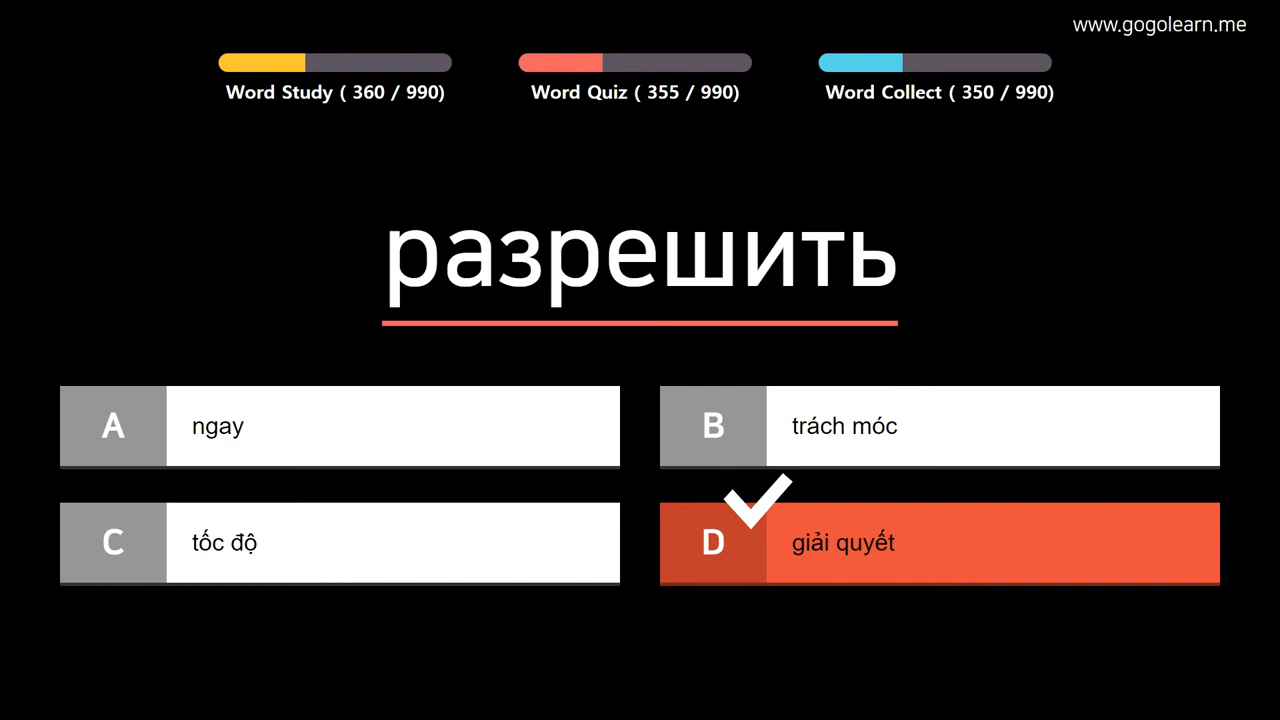 www.gogolearn.me
Word Study ( 360 / 990)
Word Quiz ( 355 / 990)
Word Collect ( 350 / 990)
разрешить
A ngay
B trách móc
C tốc độ
D giải quyết